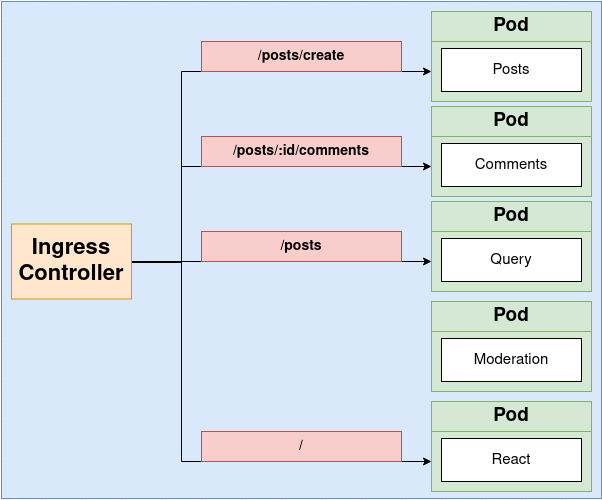 Pod
/posts/create
Posts
Pod
/posts/:id/comments
Comments
Pod
/posts
Query
Ingress
Controller
Pod
Moderation
Pod
/
React